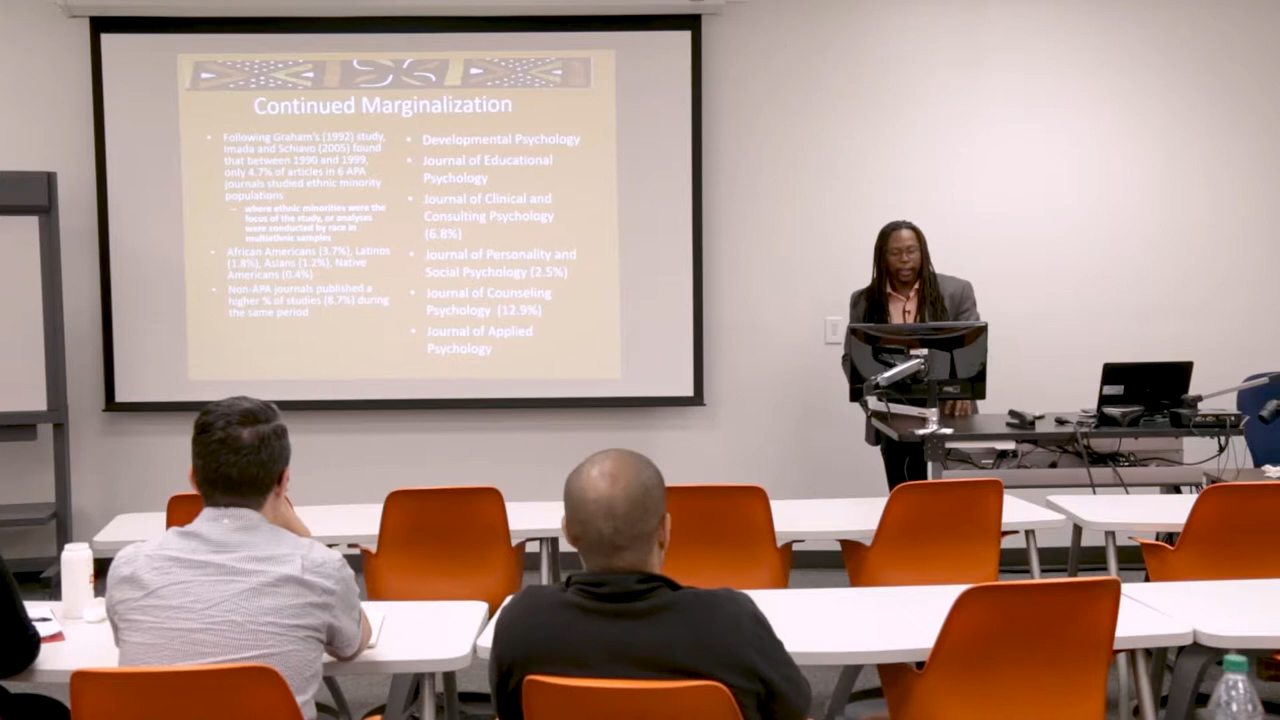 Continued Marginalization
• Following Graham's (1992) study,
Imada and Schiavo (2005) found
that between 1990 and 1999,
only 4.7% of articles in 6 APA
journals studied ethnic minority
populations
– where ethnic minorities were the
focus of the study, or analyses
were conducted by race in
multiethnic samples
• African Americans (3.7%), Latinos
(1.8%), Asians (1.2%), Native
Americans (0.4%)
• Non-APA journals published a
higher % of studies (8.7%) during
the same period
• Developmental Psychology
• Journal of Educational
Psychology
• Journal of Clinical and
Consulting Psychology
(6.8%)
• Journal of Personality and
Social Psychology (2.5%)
• Journal of Counseling
Psychology (12.9%)
• Journal of Applied
Psychology